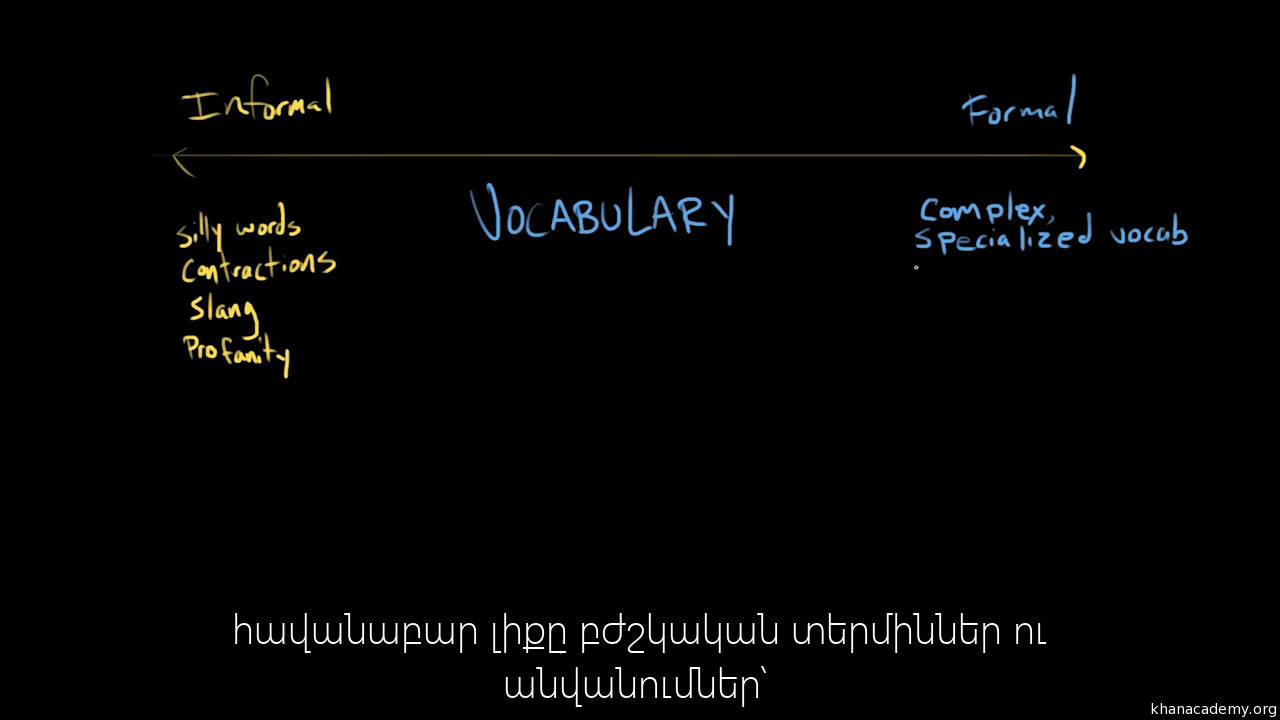 Informal
Formal
VOCABULARY
silly words
Contractions
Slang
Profanity
Complex,
specialized vocab
հավանաբար լիքը բժշկական տերմիններ ու
անվանումներ՝
khanacademy.org